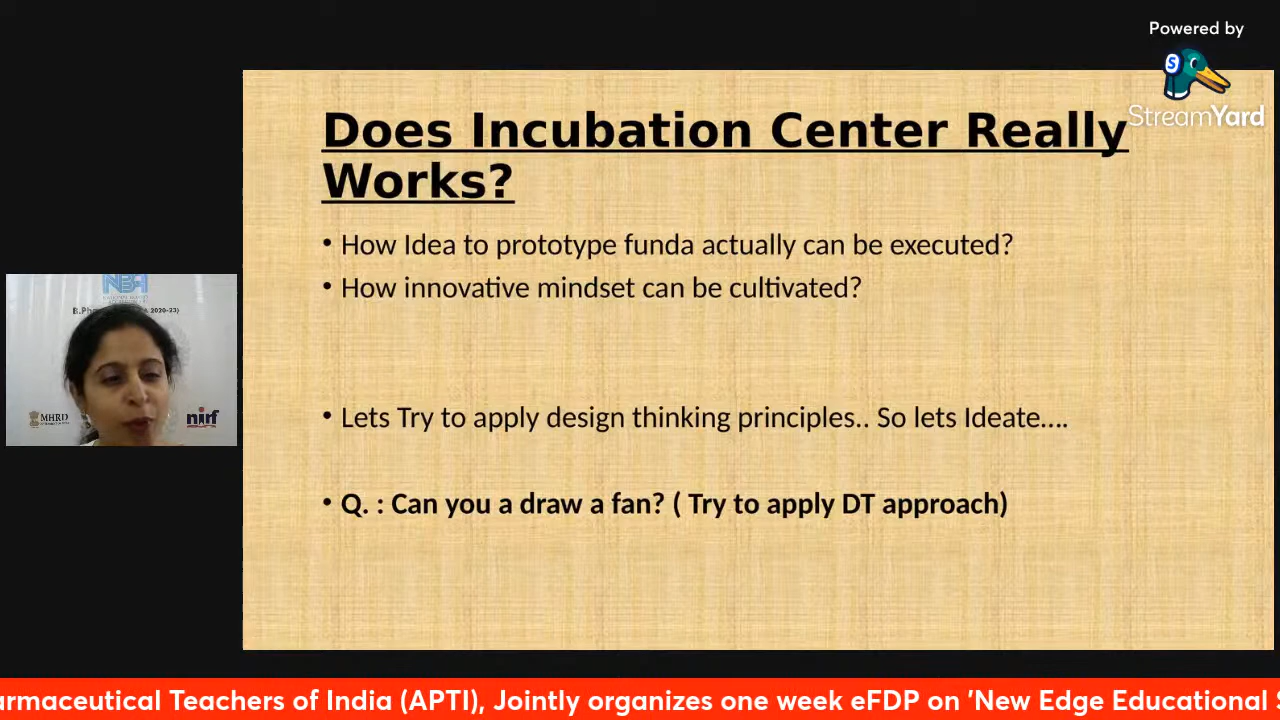 Powered by
StreamYard
Does Incubation Center Really
Works?
• How Idea to prototype funda actually can be executed?
• How innovative mindset can be cultivated?
• Lets Try to apply design thinking principles.. So lets Ideate....
• Q. : Can you a draw a fan? ( Try to apply DT approach)
B.Ph
2020-23)
MHRD
nirf
armaceutical Teachers of India (APTI), Jointly organizes one week eFDP on 'New Edge Educational S